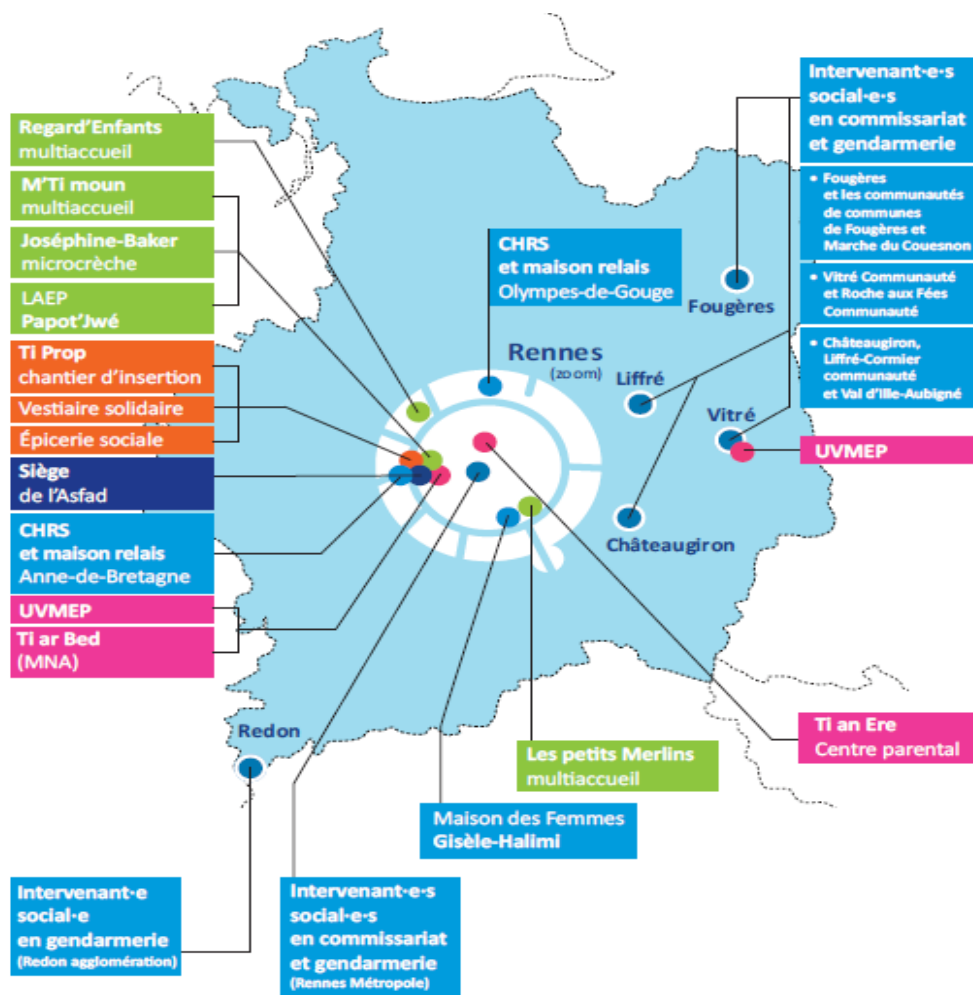 Regard’Enfants
multiaccueil
M’Ti moun
multiaccueil
Joséphine-Baker
microcrèche
LAEP
Papot’Jwé
Ti Prop
chantier d’insertion
Vestiaire solidaire
Épicerie sociale
Siège
de l’Asfad
CHRS
et maison relais
Anne-de-Bretagne
UVMEP
Ti ar Bed
(MNA)
CHRS
et maison relais
Olympes-de-Gouge
Rennes
(zoom)
Fougères
Liffré
Vitré
Châteaugiron
Redon
Intervenant·e·s
social·e·s
en commissariat
et gendarmerie
• Fougères
et les communautés
de communes
de Fougères et
Marche du Couesnon
• Vitré Communauté
et Roche aux Fées
Communauté
• Châteaugiron,
Liffré-Cormier
communauté
et Val d’Ille-Aubigné
UVMEP
Ti an Ere
Centre parental
Les petits Merlins
multiaccueil
Maison des Femmes
Gisèle-Halimi
Intervenant·e
social·e
en gendarmerie
(Redon agglomération)
Intervenant·e·s
social·e·s
en commissariat
et gendarmerie
(Rennes Métropole)